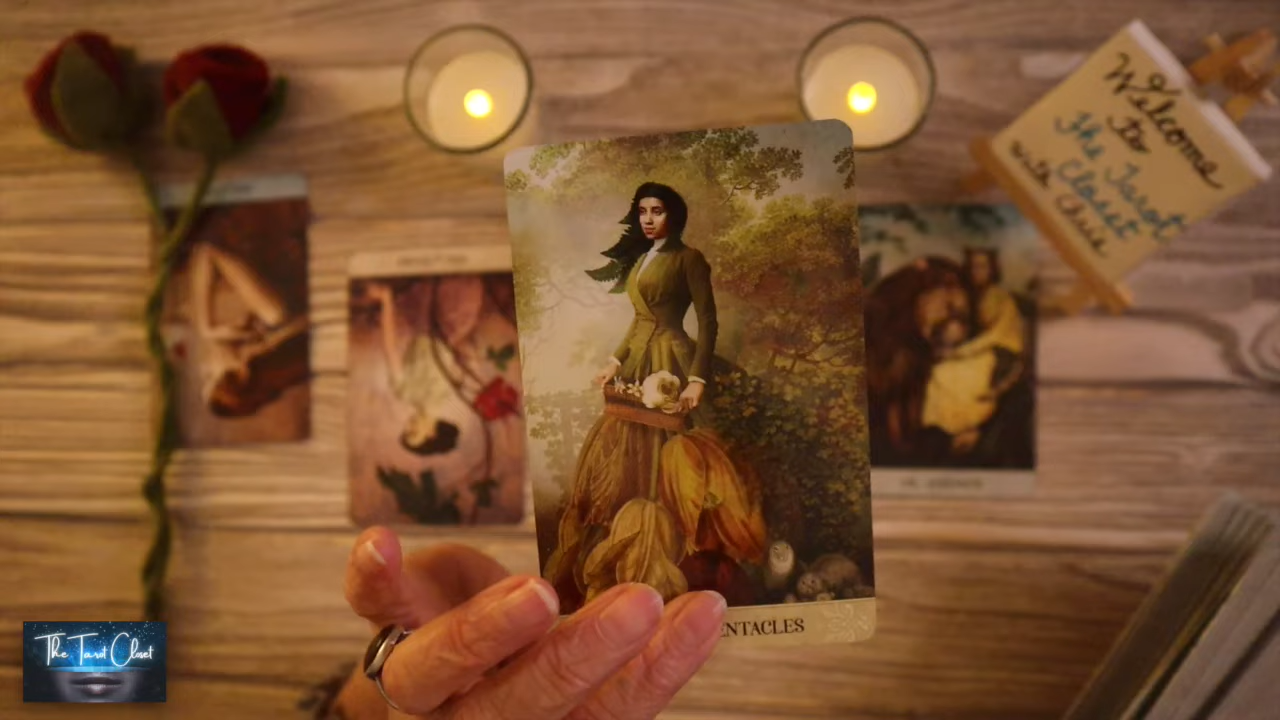 Welcome
To
The Tarot
Closet
with Chris
ENTACLES
The Tarot Closet